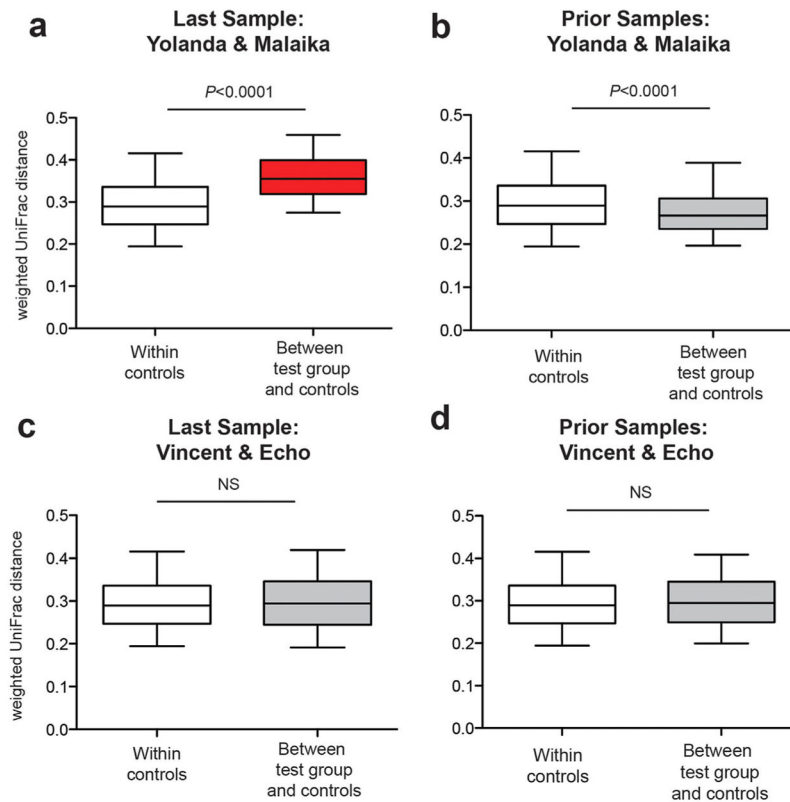 a
Last Sample:
Yolanda & Malaika
P<0.0001
weighted UniFrac distance
0.5
0.4
0.3
0.2
0.1
0.0
Within
controls
Between
test group
and controls
b
Prior Samples:
Yolanda & Malaika
P<0.0001
0.5
0.4
0.3
0.2
0.1
0.0
Within
controls
Between
test group
and controls
c
Last Sample:
Vincent & Echo
NS
weighted UniFrac distance
0.5
0.4
0.3
0.2
0.1
0.0
Within
controls
Between
test group
and controls
d
Prior Samples:
Vincent & Echo
NS
0.5
0.4
0.3
0.2
0.1
0.0
Within
controls
Between
test group
and controls